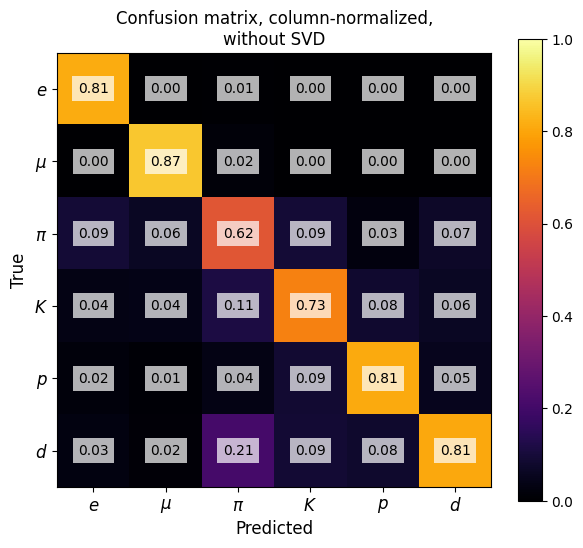 Confusion matrix, column-normalized,
without SVD
1.0
e 0.81 0.00 0.01 0.00 0.00 0.00
μ 0.00 0.87 0.02 0.00 0.00 0.00
0.8
π 0.09 0.06 0.62 0.09 0.03 0.07
0.6
True
K 0.04 0.04 0.11 0.73 0.08 0.06
0.4
p 0.02 0.01 0.04 0.09 0.81 0.05
0.2
d 0.03 0.02 0.21 0.09 0.08 0.81
0.0
e μ π K p d
Predicted